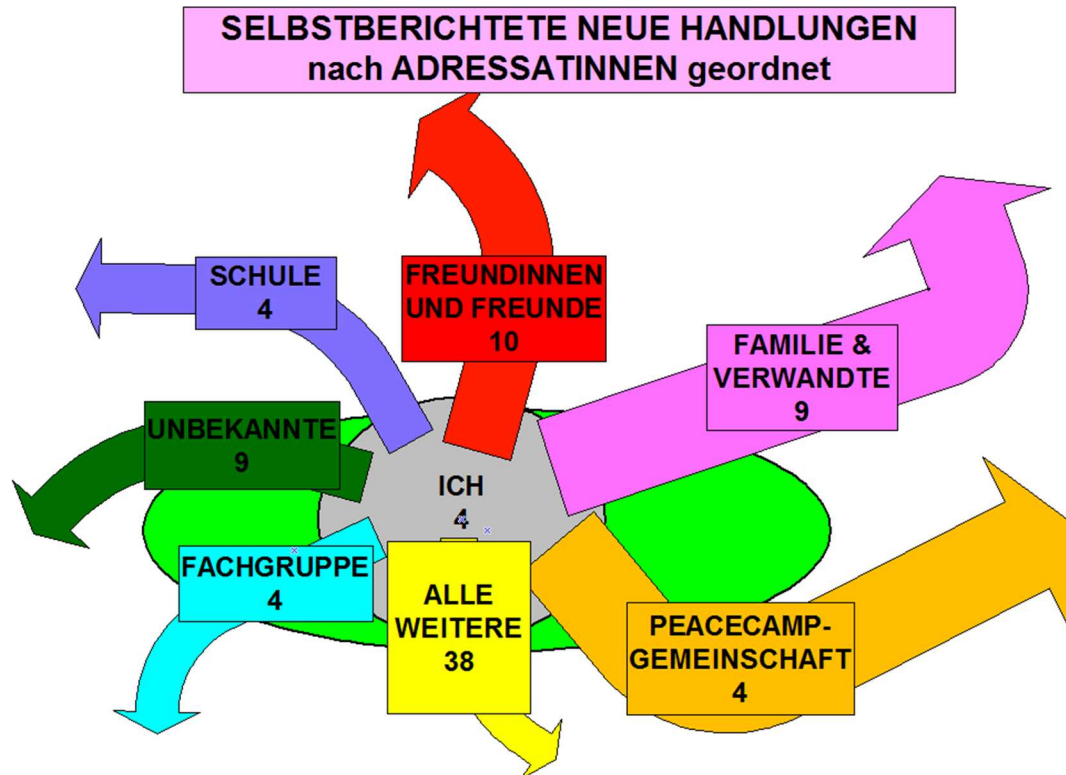 SELBSTBERICHTETE NEUE HANDLUNGEN
nach ADRESSATINNEN geordnet
SCHULE
4
FREUNDINNEN
UND FREUNDE
10
FAMILIE &
VERWANDTE
9
UNBEKANNTE
9
ICH
4
FACHGRUPPE
4
ALLE
WEITERE
38
PEACECAMP-
GEMEINSCHAFT
4